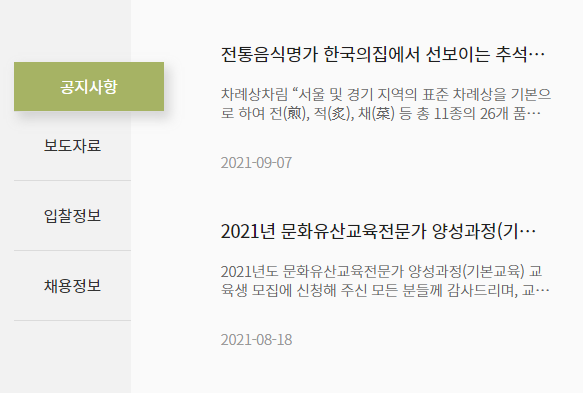 공지사항
보도자료
입찰정보
채용정보
전통음식명가 한국의집에서 선보이는 추석…
차례상차림 “서울 및 경기 지역의 표준 차례상을 기본으
로 하여 전(煎), 적(炙), 채(菜) 등 총 11종의 26개 품…
2021-09-07
2021년 문화유산교육전문가 양성과정(기…
2021년도 문화유산교육전문가 양성과정(기본교육) 교
육생 모집에 신청해 주신 모든 분들께 감사드리며, 교…
2021-08-18